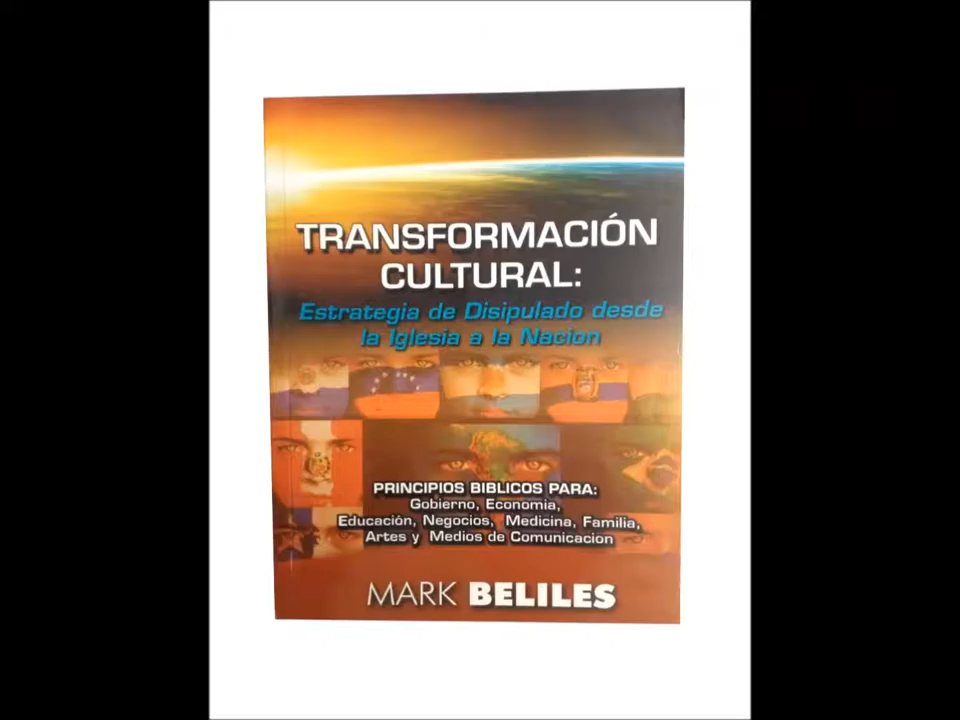 TRANSFORMACIÓN
CULTURAL:
Estrategia de Disipulado desde
la Iglesia a la Nacion
PRINCIPIOS BIBLICOS PARA:
Gobierno, Economia,
Educación, Negocios, Medicina, Familia,
Artes y Medios de Comunicacion
MARK BELILES